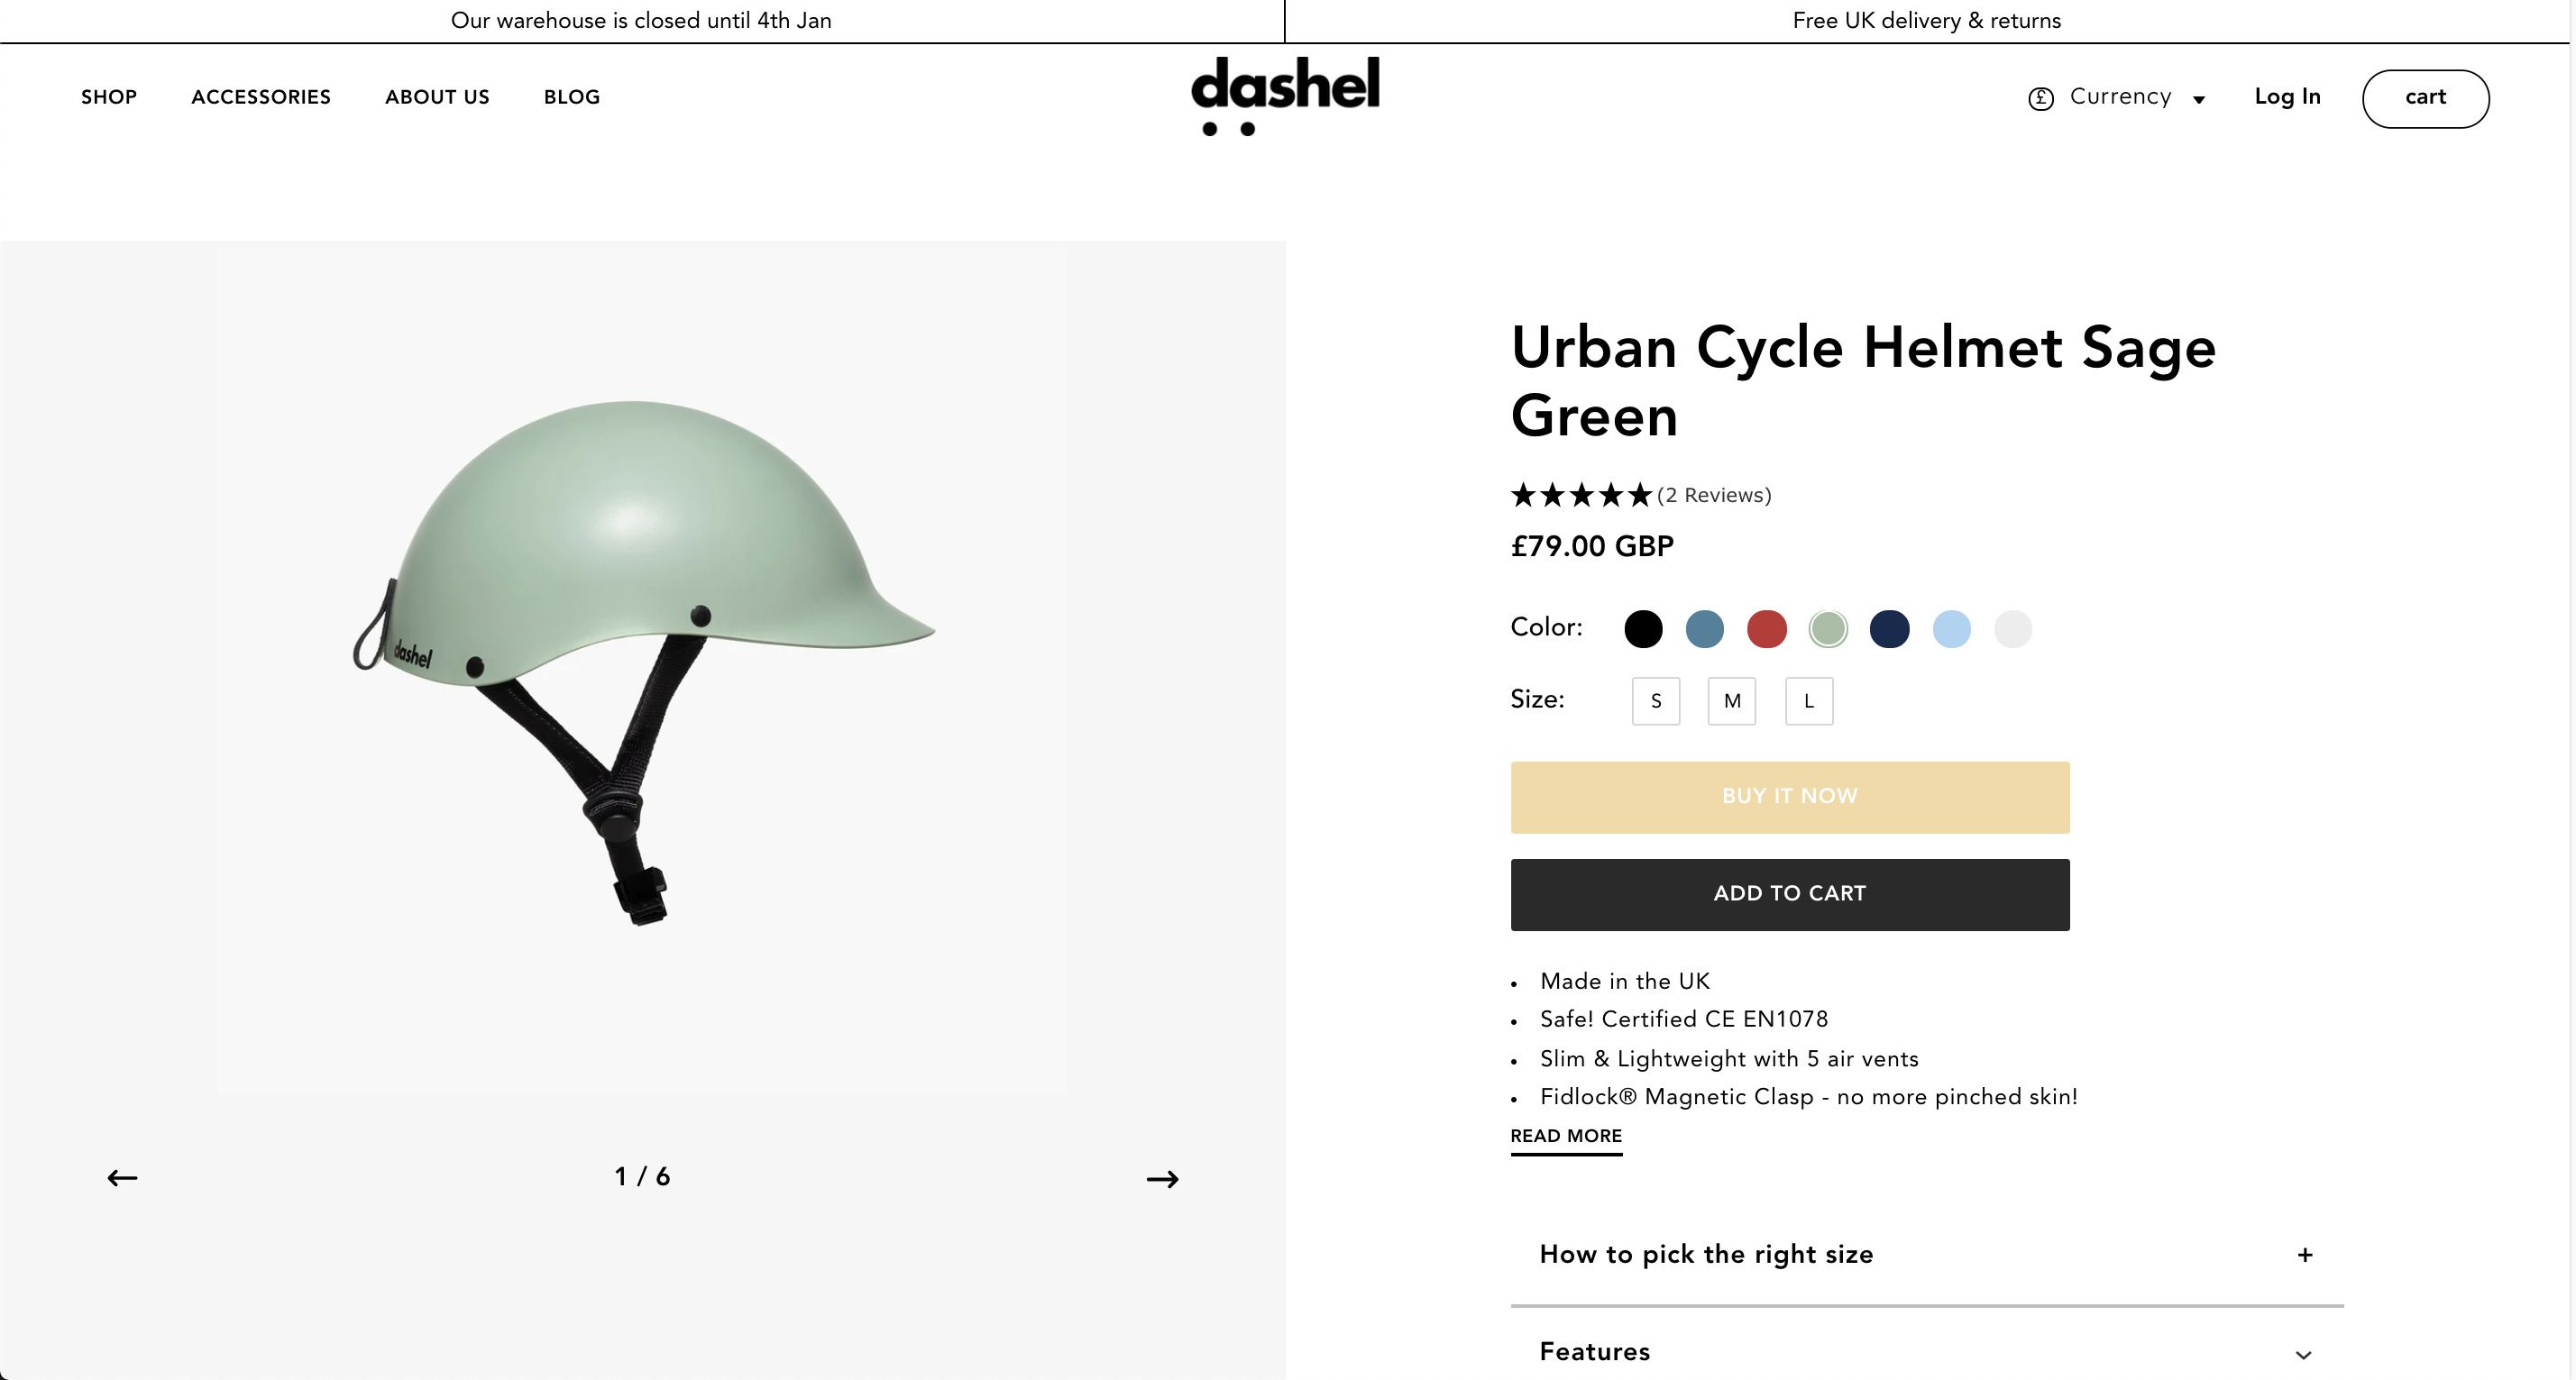 Our warehouse is closed until 4th Jan
Free UK delivery & returns
SHOP
ACCESSORIES
ABOUT US
BLOG
dashel
£ Currency
Log In
cart
Urban Cycle Helmet Sage
Green
★★★★★(2 Reviews)
£79.00 GBP
Color:
Size:
S
M
L
BUY IT NOW
ADD TO CART
• Made in the UK
• Safe! Certified CE EN1078
• Slim & Lightweight with 5 air vents
• Fidlock® Magnetic Clasp - no more pinched skin!
READ MORE
dashel
← 1 / 6 →
How to pick the right size +
Features